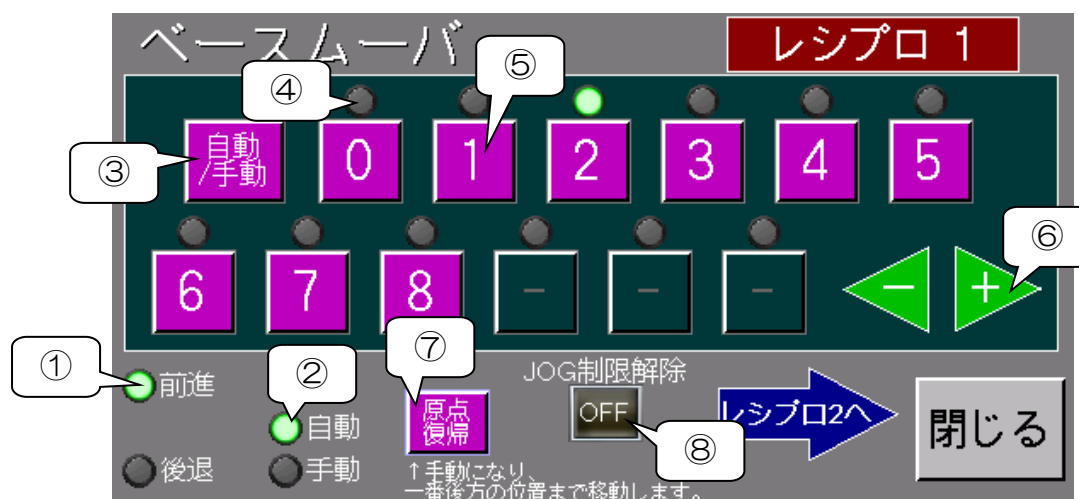 ベースムーバ
レシプロ 1
④
⑤
③
自動
/手動
0
1
2
3
4
5
⑥
6
7
8
-
-
-
-
+
①
前進
②
自動
⑦
原点
復帰
JOG制限解除
OFF
⑧
レシプロ2へ
閉じる
後退
手動
↑手動になり、
一番後方の位置まで移動します。